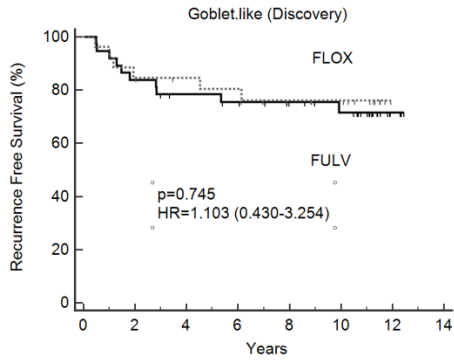 Goblet.like (Discovery)
Recurrence Free Survival (%)
100
80
60
40
20
0
FLOX
FULV
p=0.745
HR=1.103 (0.430-3.254)
0 2 4 6 8 10 12 14
Years